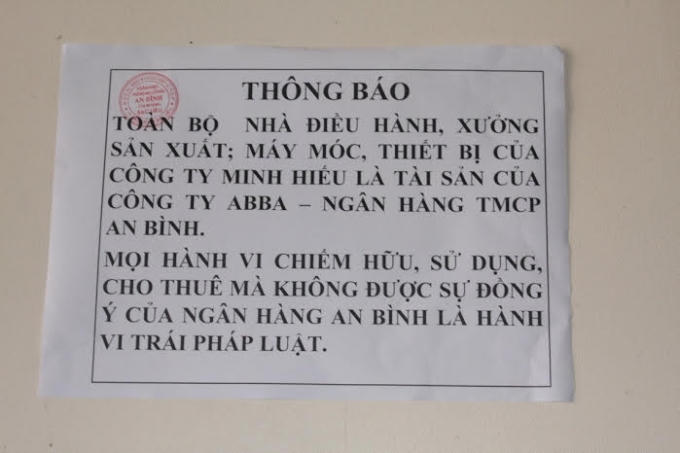 THÔNG BÁO
AN BÌNH
TOÀN BỘ NHÀ ĐIỀU HÀNH, XƯỞNG
SẢN XUẤT; MÁY MÓC, THIẾT BỊ CỦA
CÔNG TY MINH HIẾU LÀ TÀI SẢN CỦA
CÔNG TY ABBA – NGÂN HÀNG TMCP
AN BÌNH.
MỌI HÀNH VI CHIẾM HỮU, SỬ DỤNG,
CHO THUÊ MÀ KHÔNG ĐƯỢC SỰ ĐỒNG
Ý CỦA NGÂN HÀNG AN BÌNH LÀ HÀNH
VI TRÁI PHÁP LUẬT.